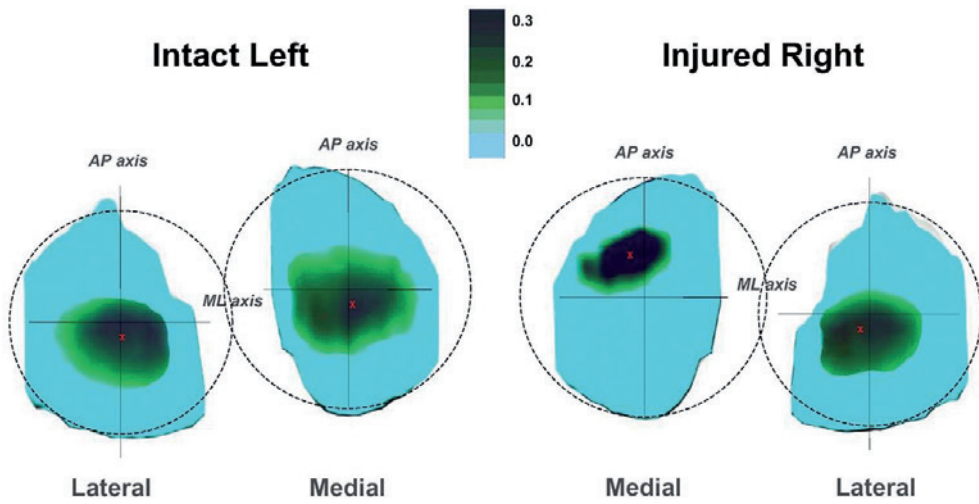 Intact Left
Injured Right
0.3
0.2
0.1
0.0
AP axis
AP axis
AP axis
AP axis
ML axis
ML axis
x
x
x
x
Lateral
Medial
Medial
Lateral